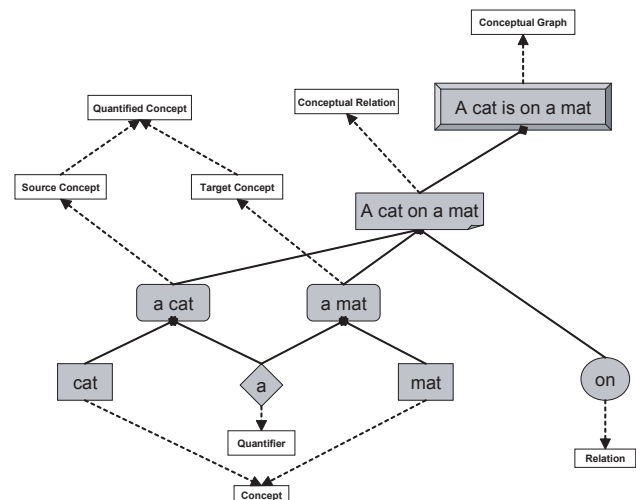 Conceptual Graph
A cat is on a mat
Quantified Concept
Conceptual Relation
Source Concept
Target Concept
A cat on a mat
a cat
a mat
cat
a
mat
on
Quantifier
Relation
Concept